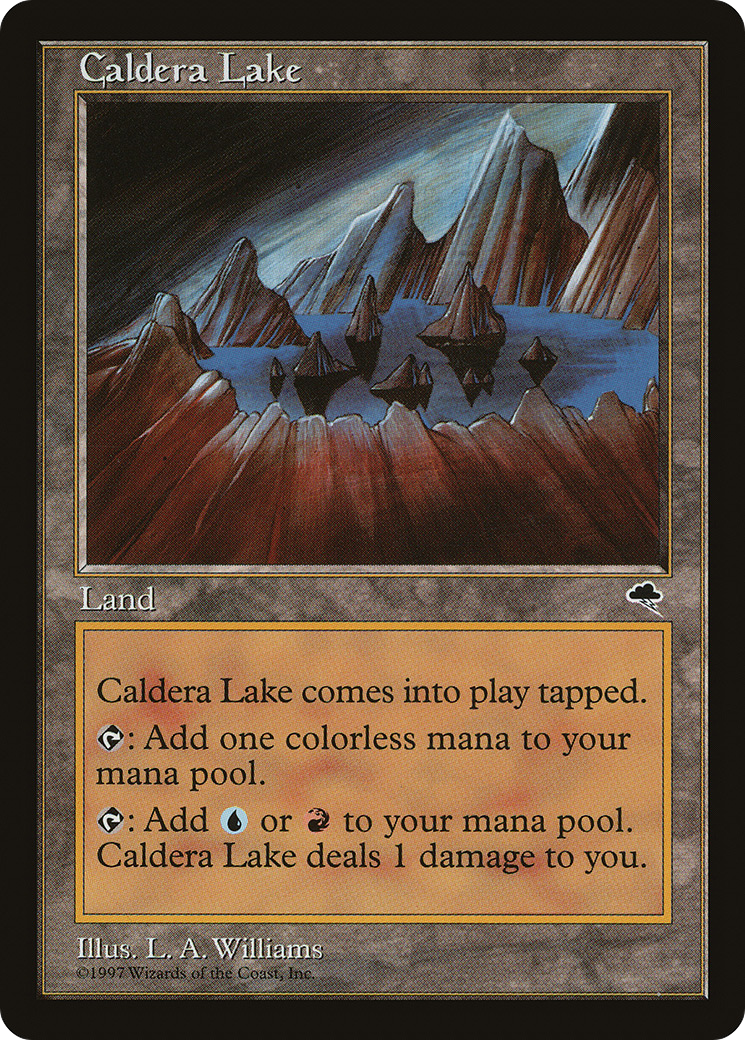 Caldera Lake
Land
Caldera Lake comes into play tapped.
: Add one colorless mana to your
mana pool.
: Add or to your mana pool.
Caldera Lake deals 1 damage to you.
Illus. L. A. Williams
©1997 Wizards of the Coast, Inc.